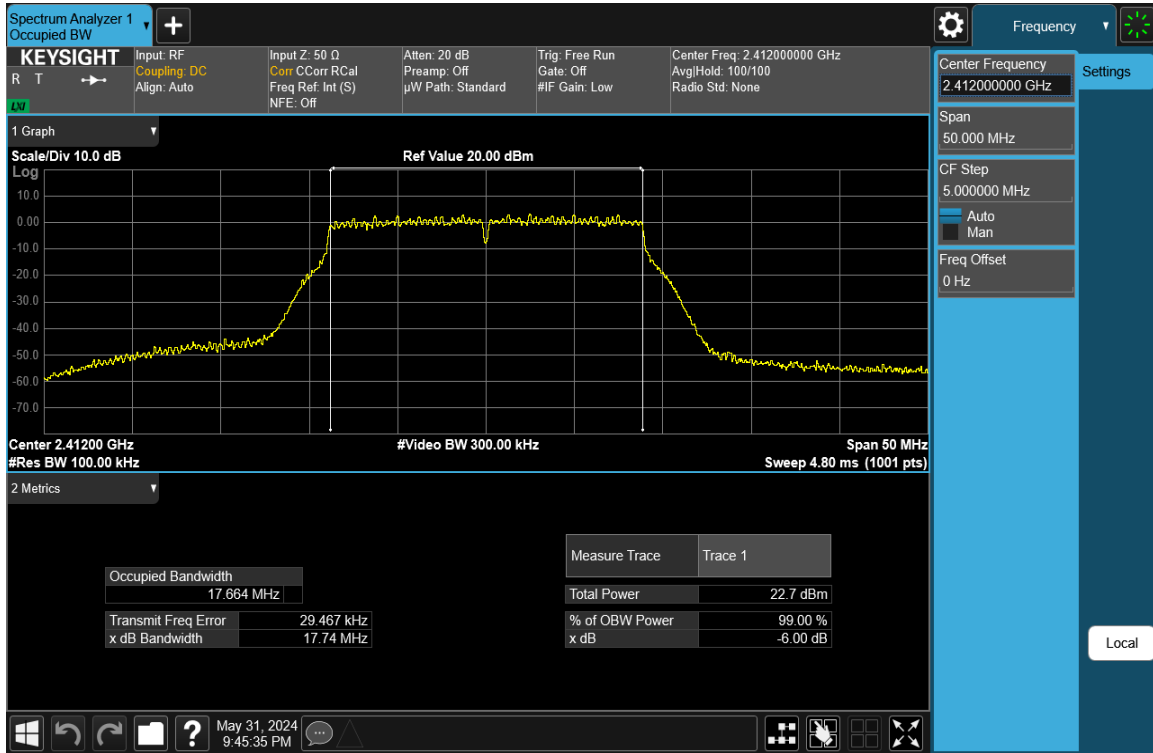 Spectrum Analyzer 1
Occupied BW
Frequency
KEYSIGHT
R T
LXI
Input: RF
Coupling: DC
Align: Auto
Input Z: 50 Ω
Corr CCorr RCal
Freq Ref: Int (S)
NFE: Off
Atten: 20 dB
Preamp: Off
µW Path: Standard
Trig: Free Run
Gate: Off
#IF Gain: Low
Center Freq: 2.412000000 GHz
Avg|Hold: 100/100
Radio Std: None
Center Frequency
2.412000000 GHz
Settings
Span
50.000 MHz
CF Step
5.000000 MHz
Auto
Man
Freq Offset
0 Hz
Local
1 Graph
Scale/Div 10.0 dB
Ref Value 20.00 dBm
Log
10.0
0.00
-10.0
-20.0
-30.0
-40.0
-50.0
-60.0
-70.0
Center 2.41200 GHz
#Video BW 300.00 kHz
Span 50 MHz
#Res BW 100.00 kHz
Sweep 4.80 ms (1001 pts)
2 Metrics
Measure Trace Trace 1
Occupied Bandwidth
17.664 MHz
Total Power 22.7 dBm
Transmit Freq Error 29.467 kHz
% of OBW Power 99.00 %
x dB Bandwidth 17.74 MHz
x dB -6.00 dB
?
May 31, 2024
9:45:35 PM